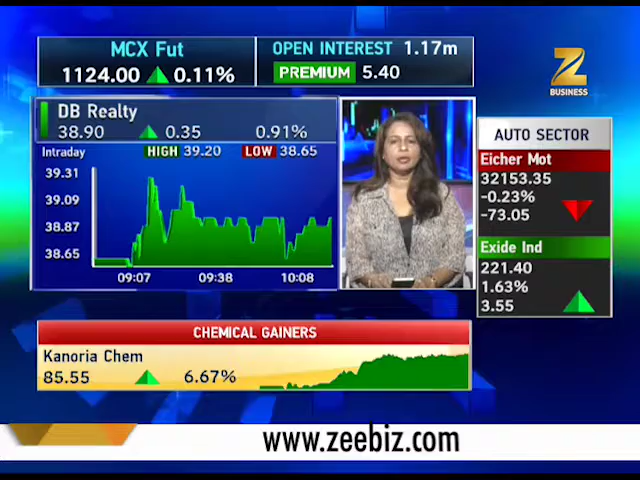 MCX Fut
1124.00 0.11%
OPEN INTEREST 1.17m
PREMIUM 5.40
Z
BUSINESS
DB Realty
38.90 0.35 0.91%
Intraday HIGH 39.20 LOW 38.65
39.31
39.09
38.87
38.65
09:07 09:38 10:08
AUTO SECTOR
Eicher Mot
32153.35
-0.23%
-73.05
Exide Ind
221.40
1.63%
3.55
CHEMICAL GAINERS
Kanoria Chem
85.55 6.67%
www.zeebiz.com